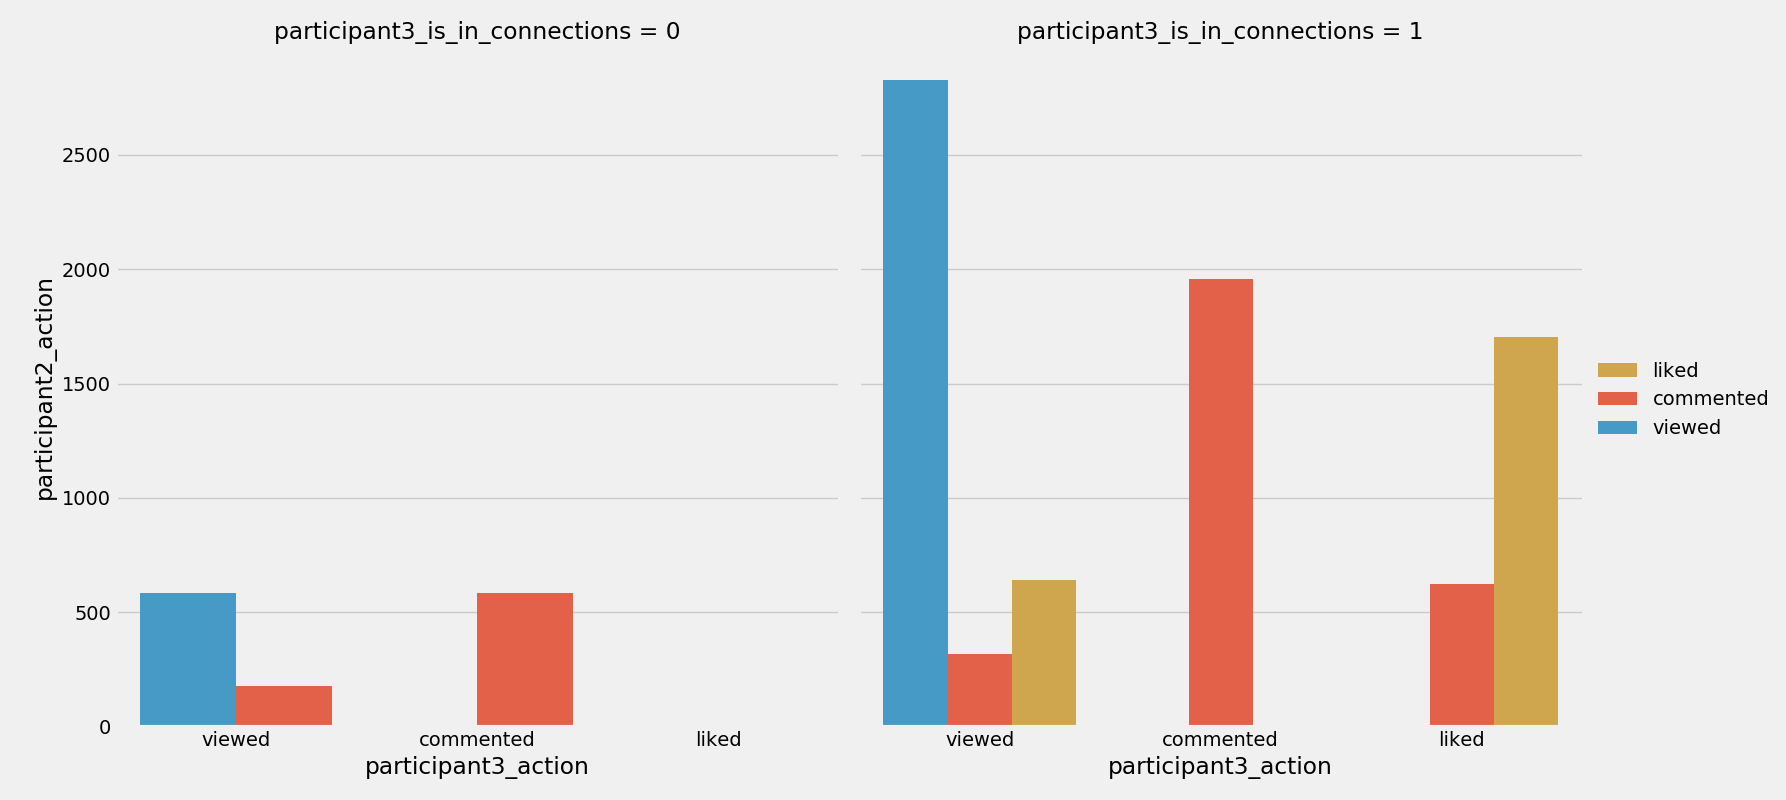 participant3_is_in_connections = 0
participant3_is_in_connections = 1
participant2_action
2500
2000
1500
1000
500
0
viewed
commented
liked
participant3_action
viewed
commented
liked
participant3_action
liked
commented
viewed